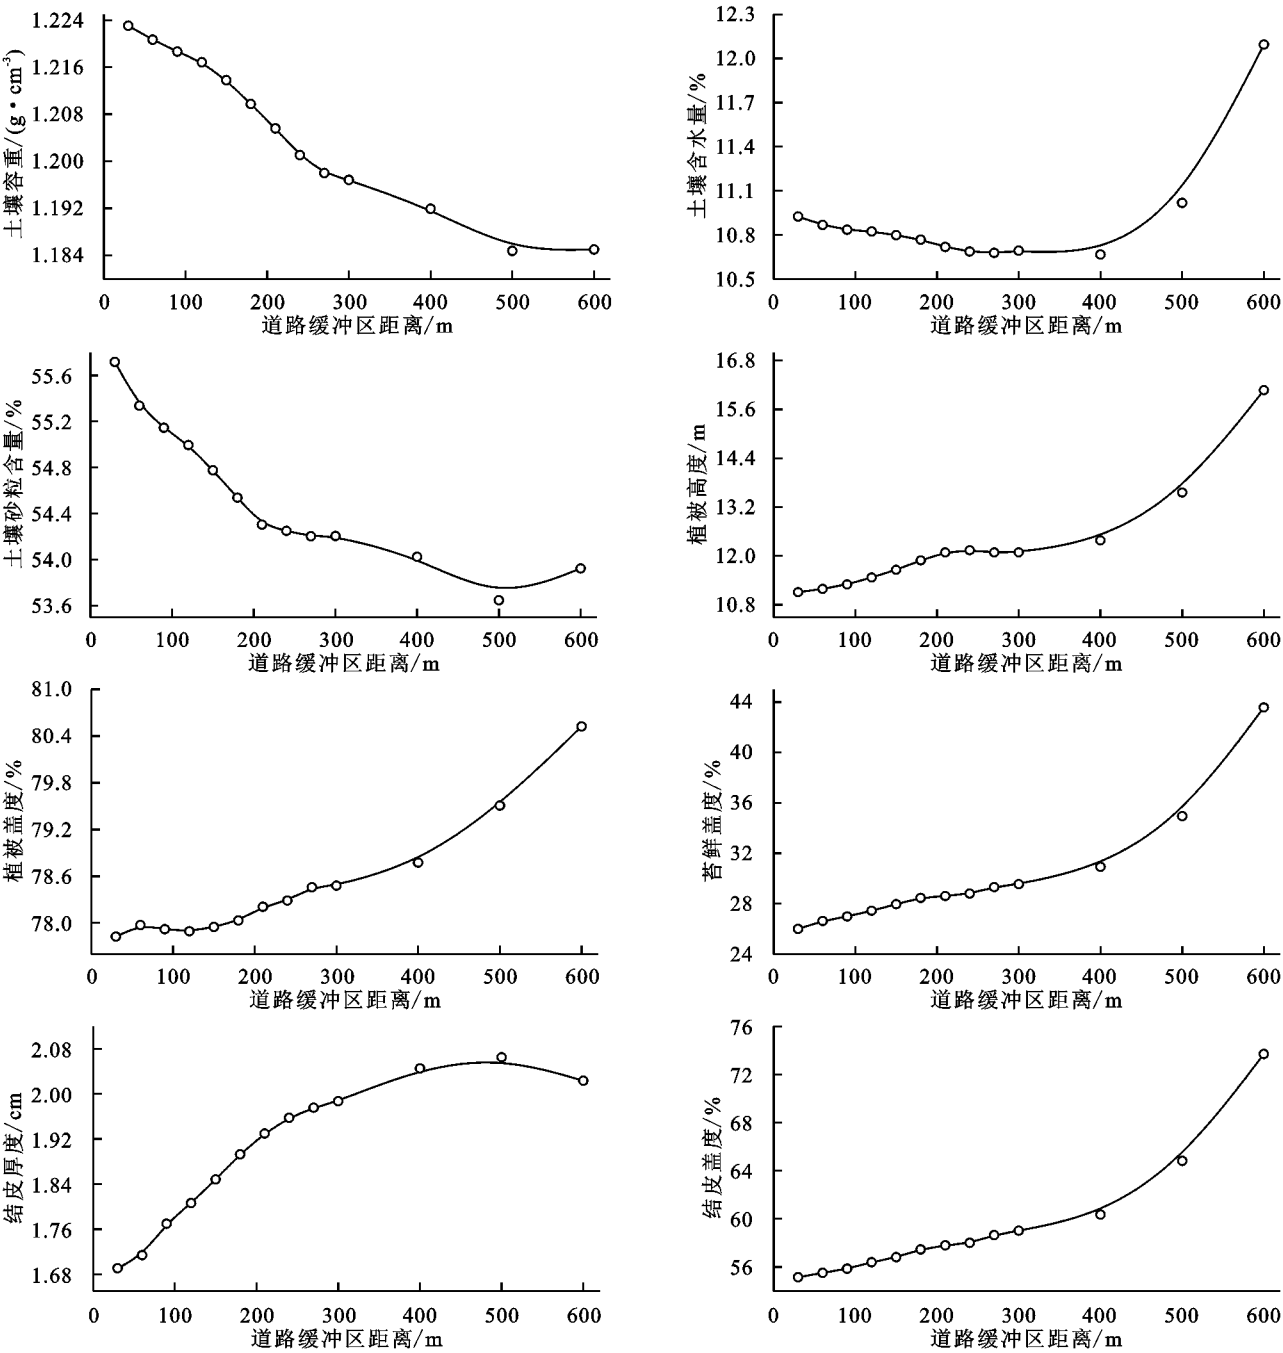 土壤容重/(g·cm⁻³)
1.224
1.216
1.208
1.200
1.192
1.184
0 100 200 300 400 500 600
道路缓冲区距离/m
土壤含水量/%
12.3
12.0
11.7
11.4
11.1
10.8
10.5
0 100 200 300 400 500 600
道路缓冲区距离/m
土壤砂粒含量/%
55.6
55.2
54.8
54.4
54.0
53.6
0 100 200 300 400 500 600
道路缓冲区距离/m
植被高度/m
16.8
15.6
14.4
13.2
12.0
10.8
0 100 200 300 400 500 600
道路缓冲区距离/m
植被盖度/%
81.0
80.4
79.8
79.2
78.6
78.0
0 100 200 300 400 500 600
道路缓冲区距离/m
苔鲜盖度/%
44
40
36
32
28
24
0 100 200 300 400 500 600
道路缓冲区距离/m
结皮厚度/cm
2.08
2.00
1.92
1.84
1.76
1.68
0 100 200 300 400 500 600
道路缓冲区距离/m
结皮盖度/%
76
72
68
64
60
56
0 100 200 300 400 500 600
道路缓冲区距离/m